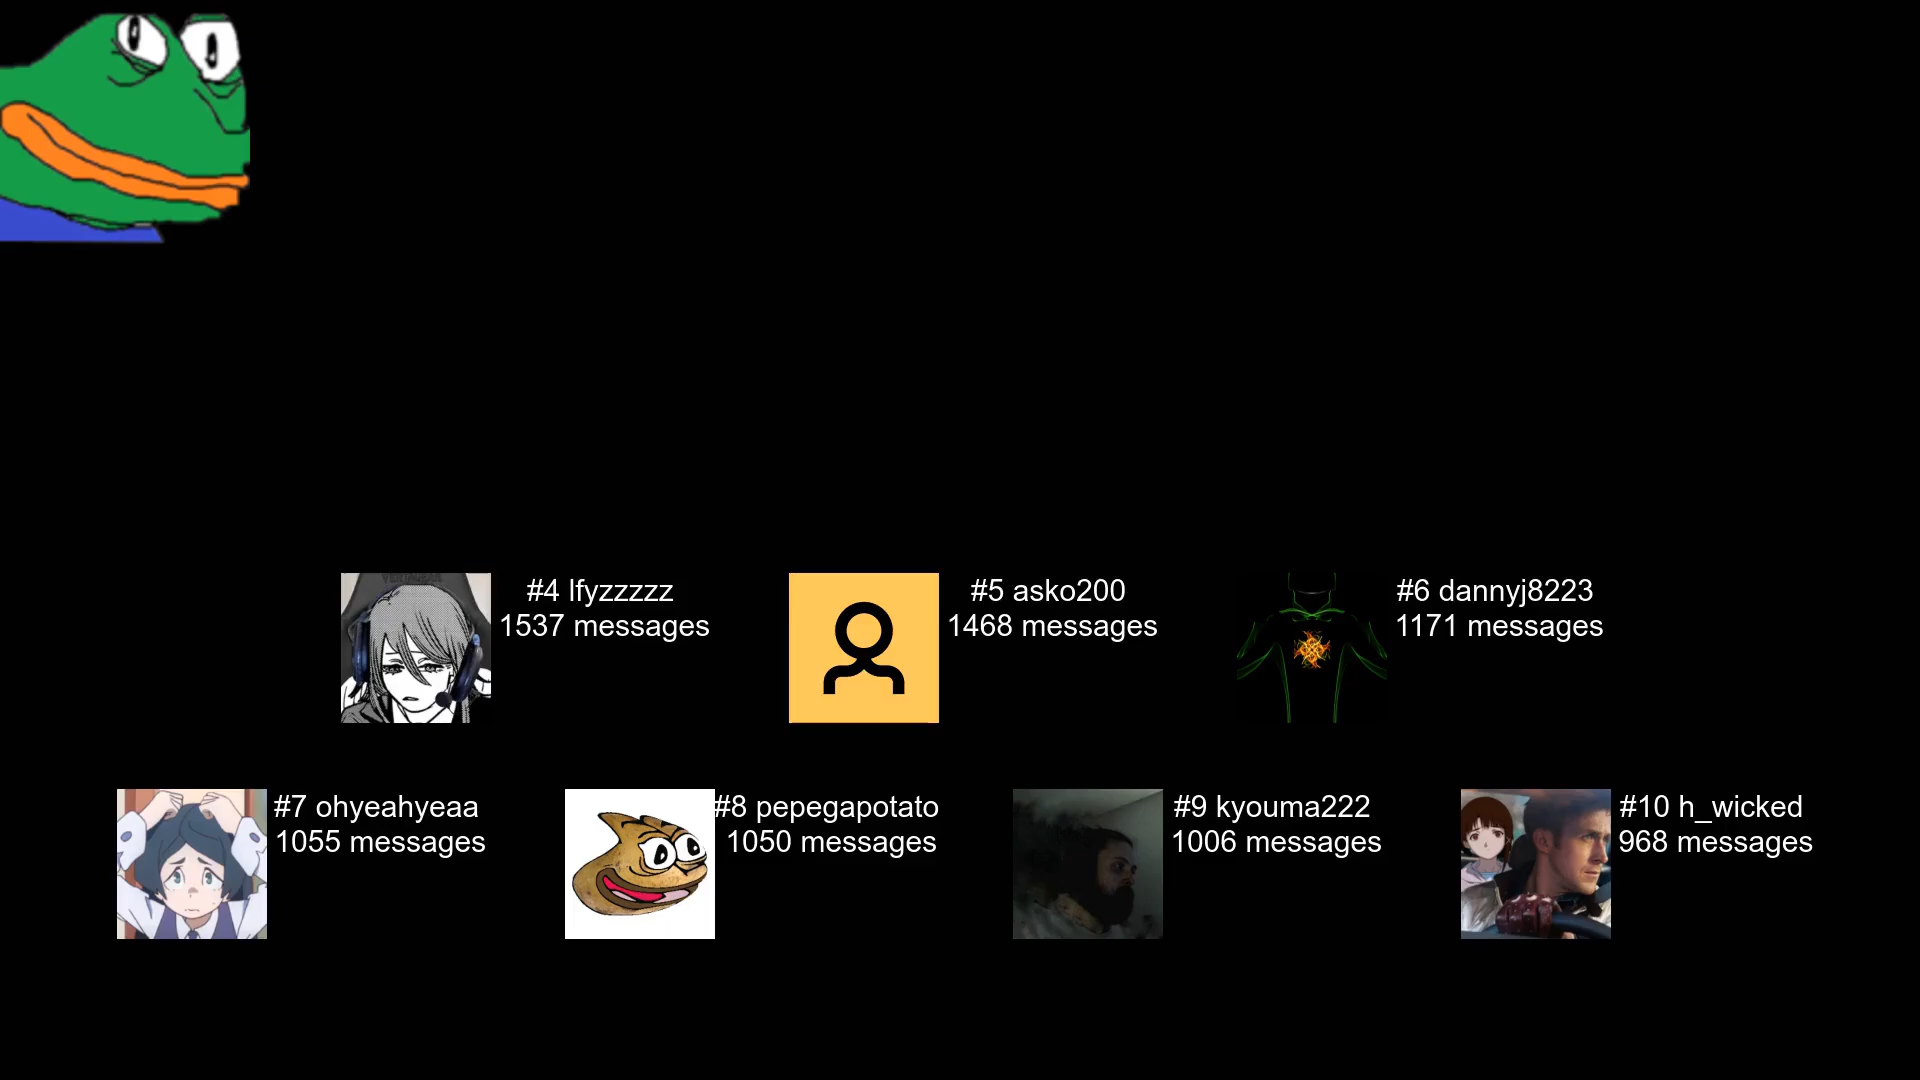 #4 lfyzzzzz
1537 messages
#5 asko200
1468 messages
#6 dannyj8223
1171 messages
#7 ohyeahyeaa
1055 messages
#8 pepegapotato
1050 messages
#9 kyouma222
1006 messages
#10 h_wicked
968 messages